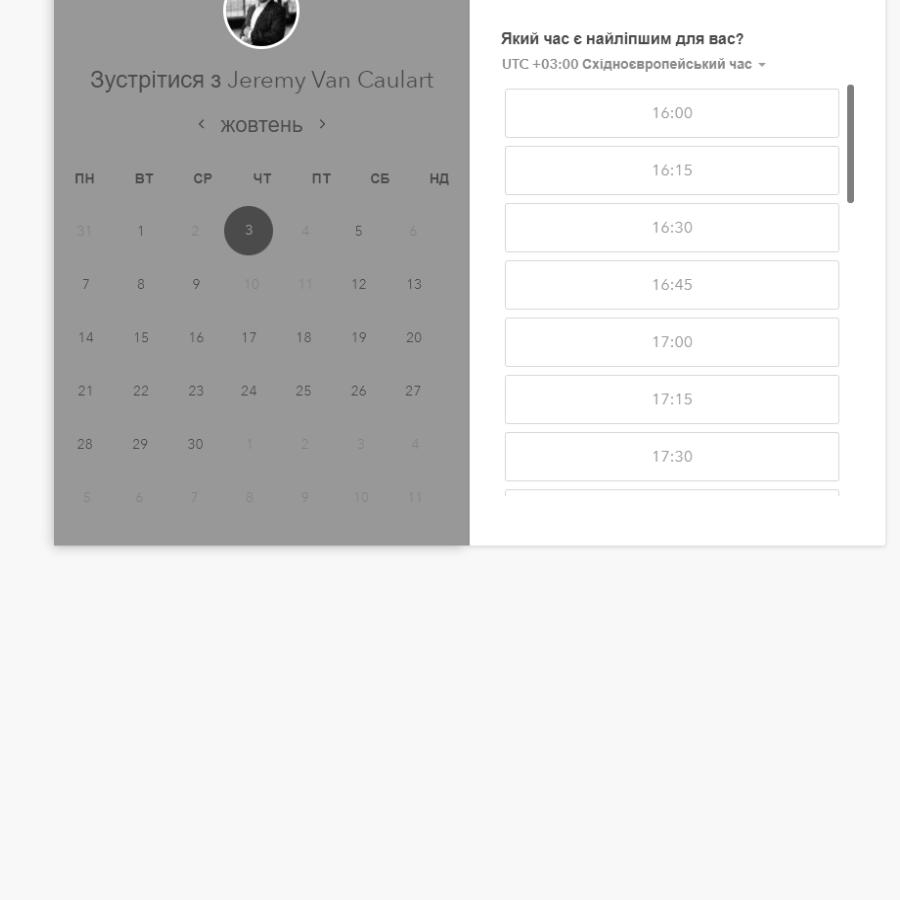 Зустрітися з Jeremy Van Caulart
жовтень
ПН ВТ СР ЧТ ПТ СБ НД
31 1 2 3 4 5 6
7 8 9 10 11 12 13
14 15 16 17 18 19 20
21 22 23 24 25 26 27
28 29 30 1 2 3 4
5 6 7 8 9 10 11
Який час є найліпшим для вас?
UTC +03:00 Східноєвропейський час
16:00
16:15
16:30
16:45
17:00
17:15
17:30